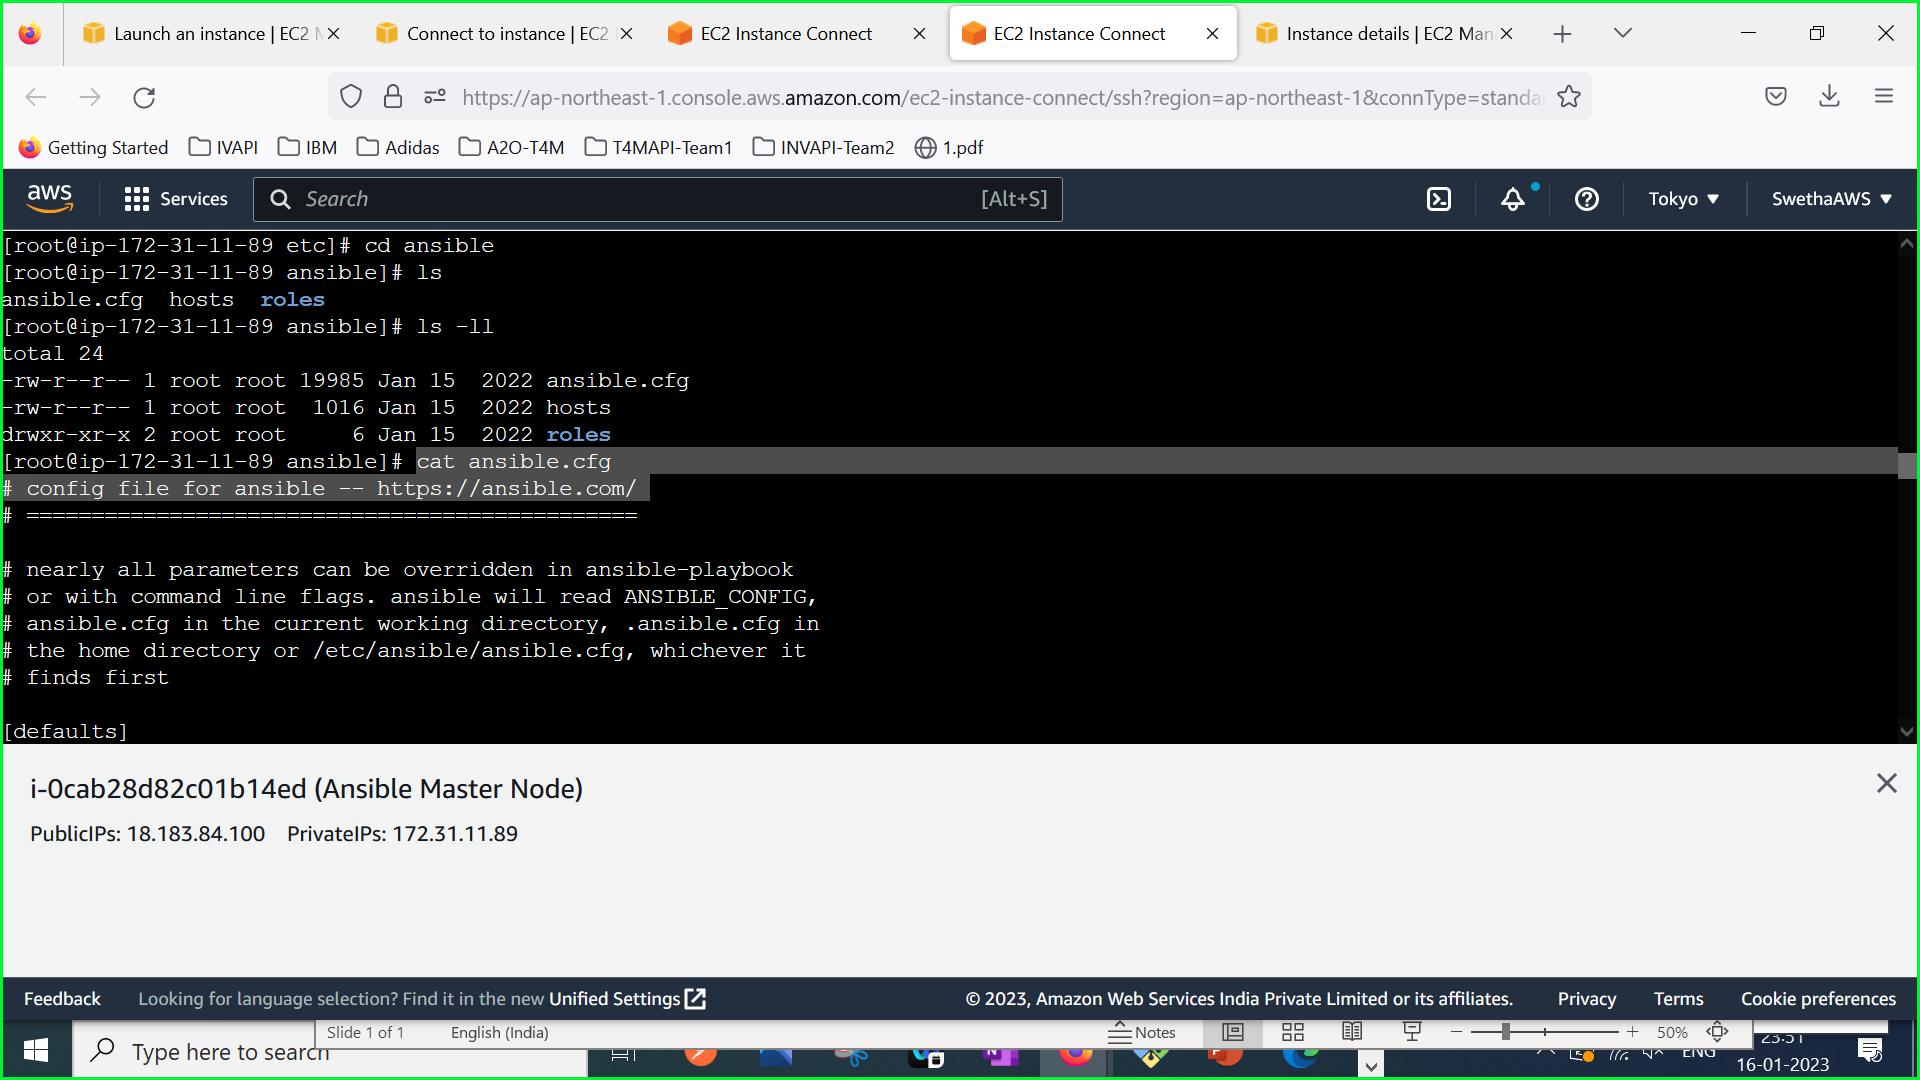 Launch an instance | EC2 M
Connect to instance | EC2
EC2 Instance Connect
EC2 Instance Connect
Instance details | EC2 Man
https://ap-northeast-1.console.aws.amazon.com/ec2-instance-connect/ssh?region=ap-northeast-1&connType=standa
Getting Started IVAPI IBM Adidas A2O-T4M T4MAPI-Team1 INVAPI-Team2 1.pdf
aws Services Search [Alt+S] Tokyo SwethaAWS
[root@ip-172-31-11-89 etc]# cd ansible
[root@ip-172-31-11-89 ansible]# ls
ansible.cfg  hosts  roles
[root@ip-172-31-11-89 ansible]# ls -ll
total 24
-rw-r--r-- 1 root root 19985 Jan 15  2022 ansible.cfg
-rw-r--r-- 1 root root  1016 Jan 15  2022 hosts
drwxr-xr-x 2 root root     6 Jan 15  2022 roles
[root@ip-172-31-11-89 ansible]# cat ansible.cfg
# config file for ansible -- https://ansible.com/
# ===============================================
# nearly all parameters can be overridden in ansible-playbook
# or with command line flags. ansible will read ANSIBLE_CONFIG,
# ansible.cfg in the current working directory, .ansible.cfg in
# the home directory or /etc/ansible/ansible.cfg, whichever it
# finds first
[defaults]
i-0cab28d82c01b14ed (Ansible Master Node)
PublicIPs: 18.183.84.100 PrivateIPs: 172.31.11.89
Feedback Looking for language selection? Find it in the new Unified Settings © 2023, Amazon Web Services India Private Limited or its affiliates. Privacy Terms Cookie preferences
Slide 1 of 1 English (India) Notes 50%
Type here to search ENG 23:51
16-01-2023